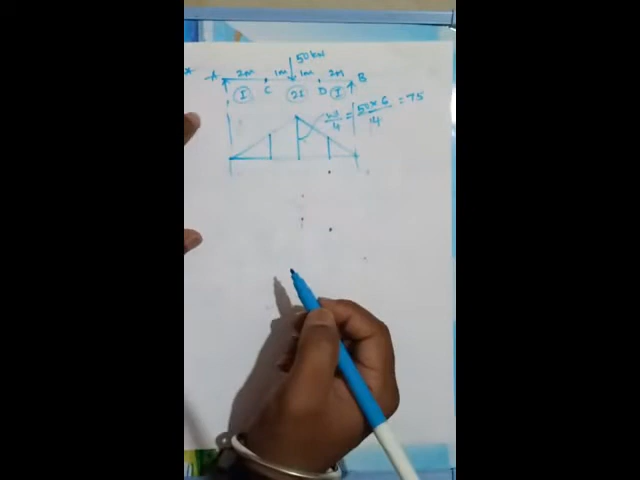 50kN
* A 2m 1m 1m 2m B
I C 2I D I
wl/4 = 50 × 6 / 4 = 75